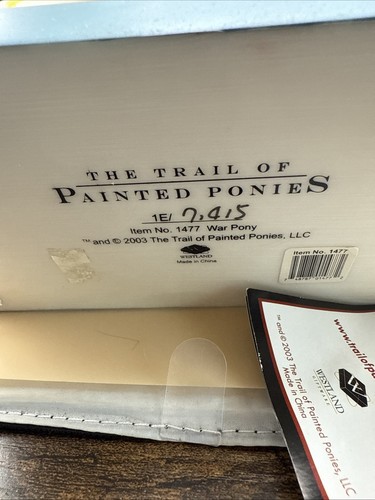 THE TRAIL OF
PAINTED PONIES
1E/ 7,415
Item No. 1477 War Pony
™ and © 2003 The Trail of Painted Ponies, LLC
WESTLAND
Made in China
Item No. 1477
www.trailofpa
WESTLAND
GIFTWARE
™ and © 2003 The Trail of Painted Ponies, LLC
Made in China